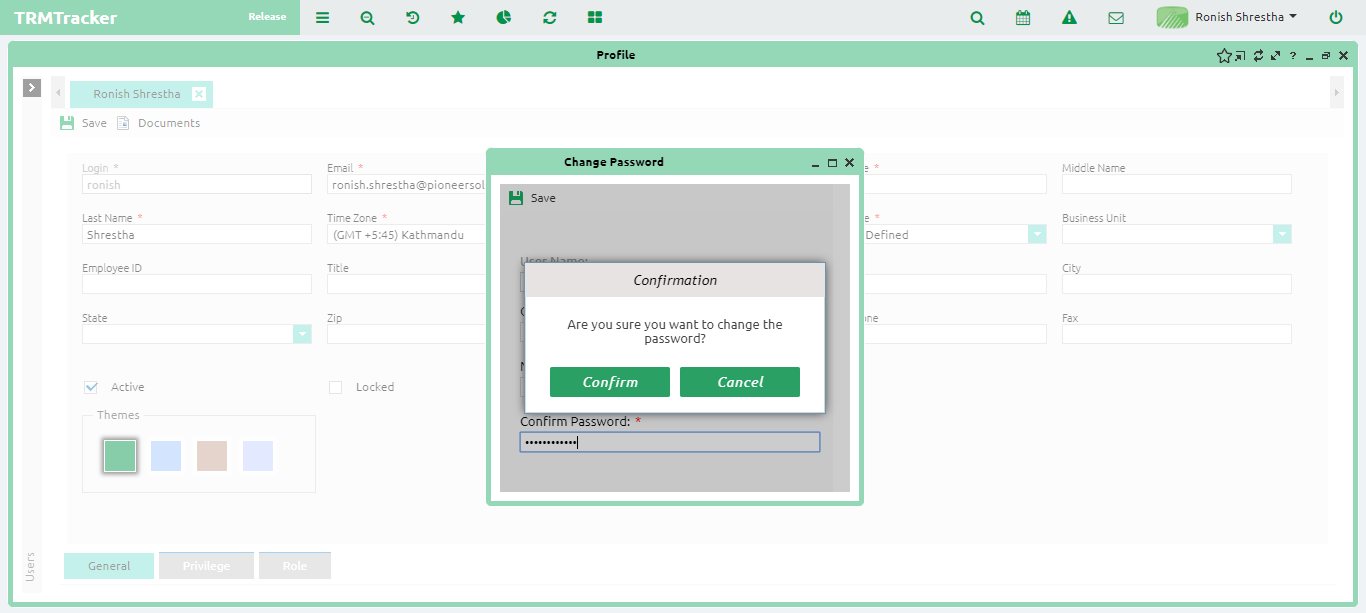 TRMTracker
Release
Ronish Shrestha
Profile
Ronish Shrestha
Save
Documents
Login *
Email *
*
Middle Name
ronish
ronish.shrestha@pioneersol
Last Name *
Time Zone *
*
Business Unit
Shrestha
(GMT +5:45) Kathmandu
Defined
Employee ID
Title
City
State
Zip
Fax
Active
Locked
Themes
Change Password
Save
User Name:
Confirmation
Are you sure you want to change the
password?
Confirm
Cancel
Confirm Password: *
••••••••••••
General
Privilege
Role
Users